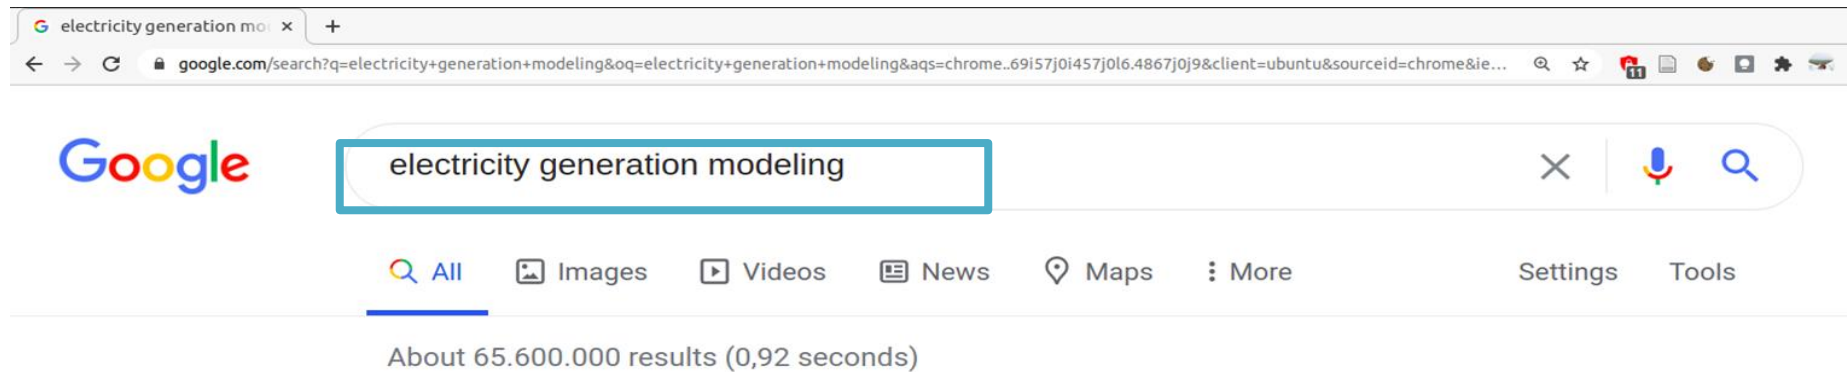 electricity generation mo
google.com/search?q=electricity+generation+modeling&oq=electricity+generation+modeling&aqs=chrome..69i57j0i457j0l6.4867j0j9&client=ubuntu&sourceid=chrome&ie...
11
Google
electricity generation modeling
All Images Videos News Maps More Settings Tools
About 65.600.000 results (0,92 seconds)